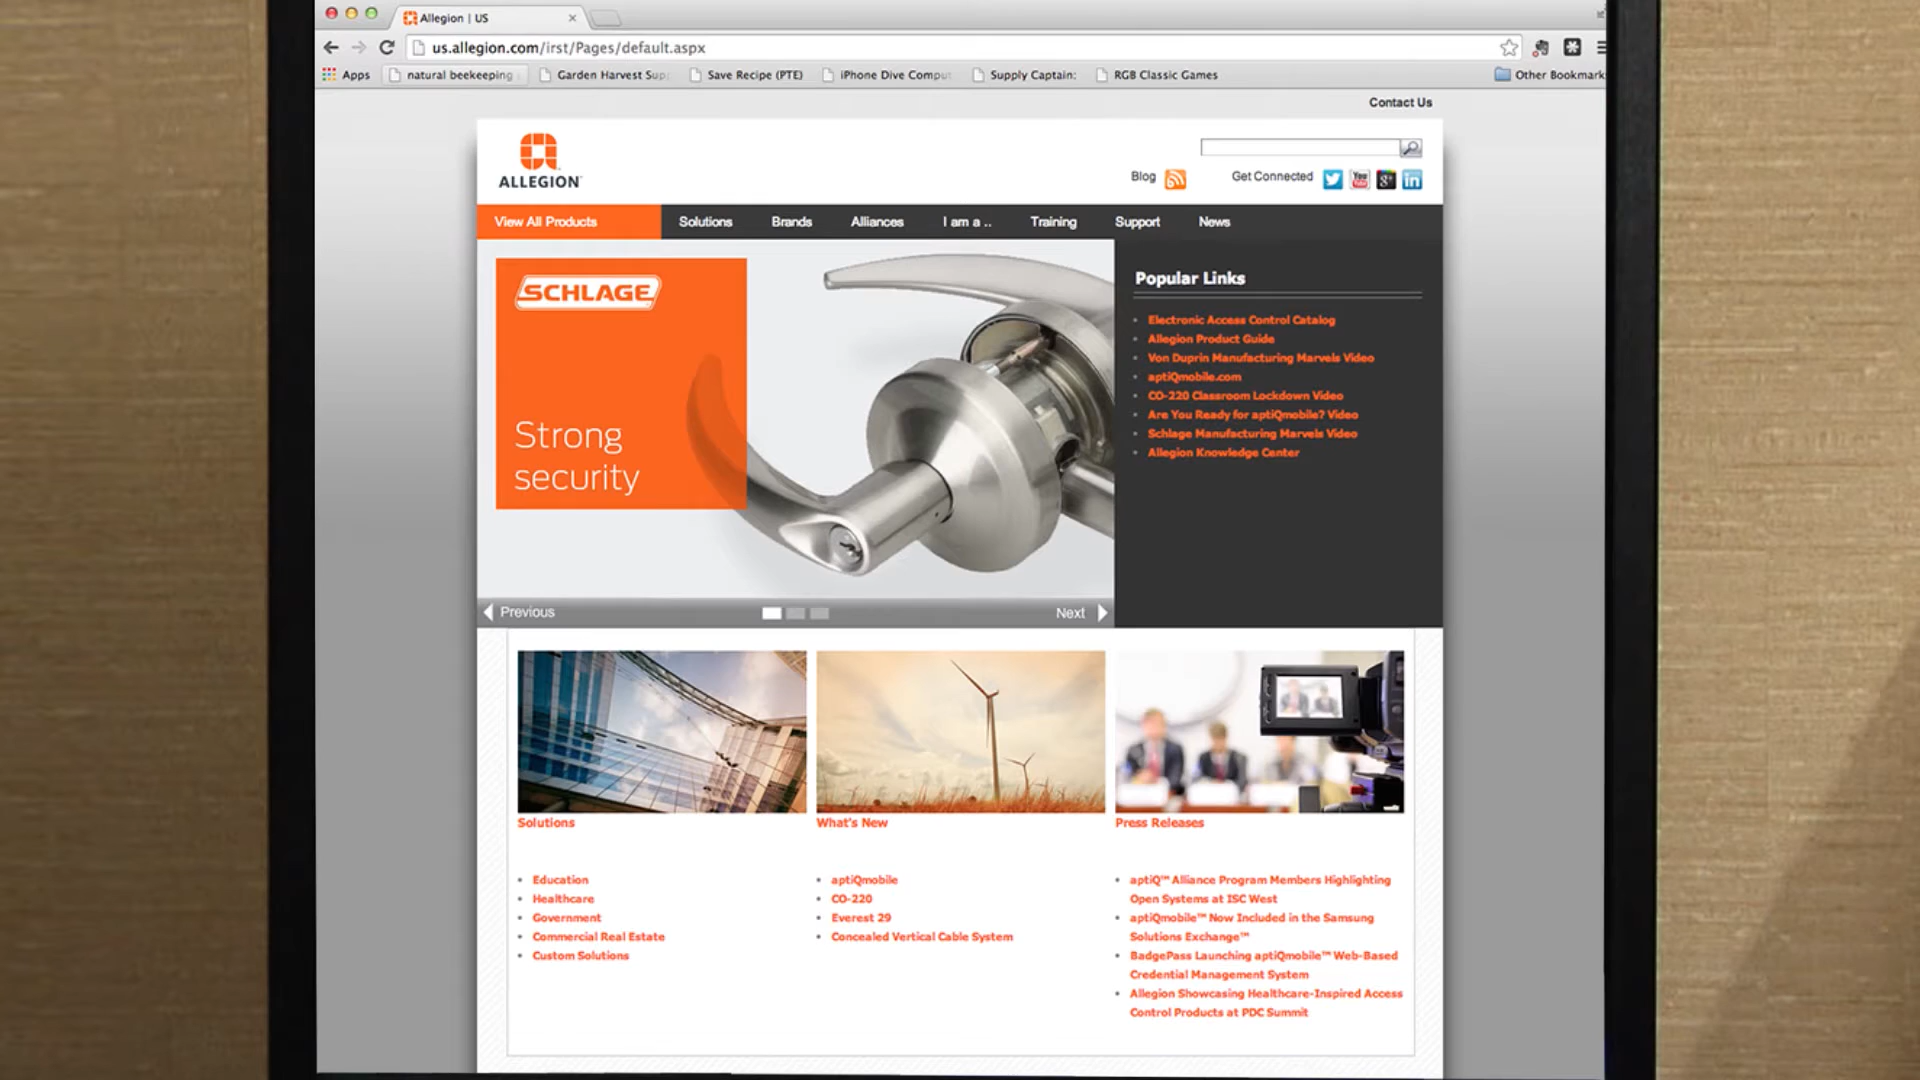 Allegion | US
us.allegion.com/irst/Pages/default.aspx
Apps natural beekeeping Garden Harvest Sup Save Recipe (PTE) iPhone Dive Comput Supply Captain: RGB Classic Games Other Bookmark
Contact Us
ALLEGION
Blog Get Connected
View All Products Solutions Brands Alliances I am a .. Training Support News
SCHLAGE
Strong
security
Popular Links
Electronic Access Control Catalog
Allegion Product Guide
Von Duprin Manufacturing Marvels Video
aptiQmobile.com
CO-220 Classroom Lockdown Video
Are You Ready for aptiQmobile? Video
Schlage Manufacturing Marvels Video
Allegion Knowledge Center
Previous Next
Solutions
Education
Healthcare
Government
Commercial Real Estate
Custom Solutions
What's New
aptiQmobile
CO-220
Everest 29
Concealed Vertical Cable System
Press Releases
aptiQ™ Alliance Program Members Highlighting
Open Systems at ISC West
aptiQmobile™ Now Included in the Samsung
Solutions Exchange™
BadgePass Launching aptiQmobile™ Web-Based
Credential Management System
Allegion Showcasing Healthcare-Inspired Access
Control Products at PDC Summit